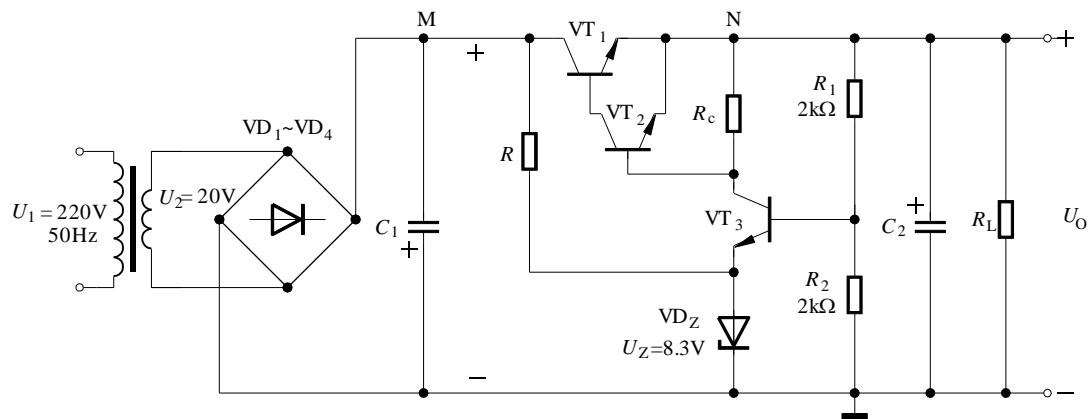 M
N
VT1
VT2
VT3
VD1~VD4
U1=220V
50Hz
U2=20V
C1
+
+
−
R
Rc
R1
2kΩ
R2
2kΩ
VDZ
UZ=8.3V
C2
+
RL
UO
+
−